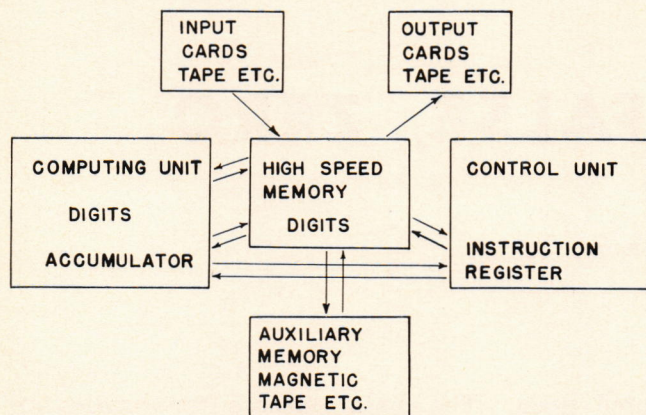 INPUT
CARDS
TAPE ETC.
OUTPUT
CARDS
TAPE ETC.
COMPUTING UNIT
DIGITS
ACCUMULATOR
HIGH SPEED
MEMORY
DIGITS
CONTROL UNIT
INSTRUCTION
REGISTER
AUXILIARY
MEMORY
MAGNETIC
TAPE ETC.